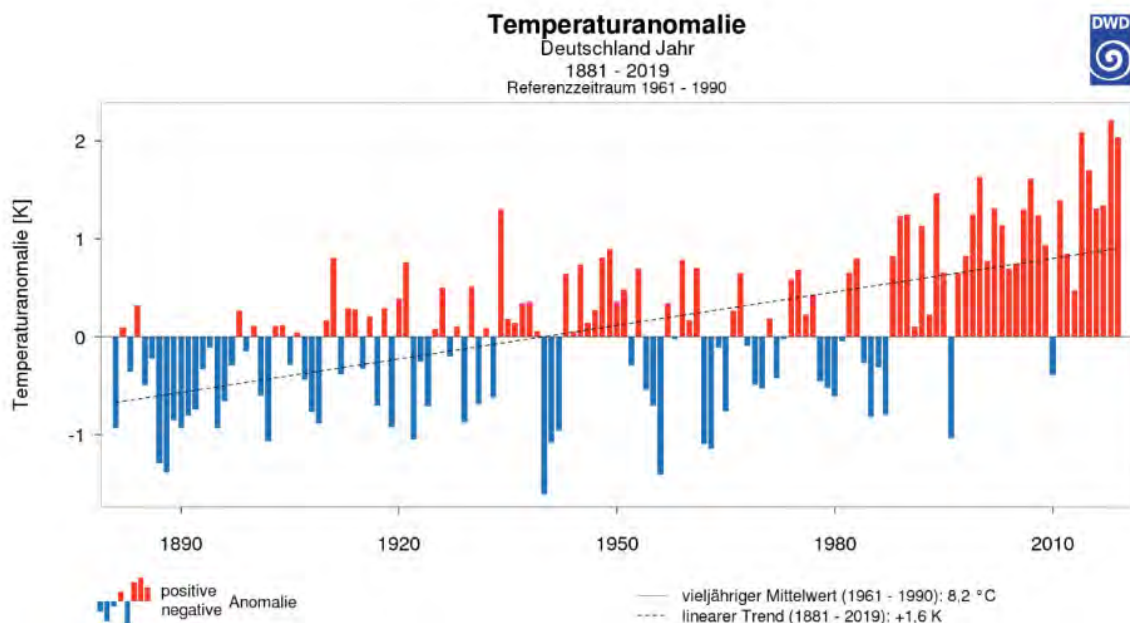 Temperaturanomalie
Deutschland Jahr
1881 - 2019
Referenzzeitraum 1961 - 1990
DWD
Temperaturanomalie [K]
2
1
0
-1
1890 1920 1950 1980 2010
positive
negative Anomalie
vieljähriger Mittelwert (1961 - 1990): 8,2 °C
linearer Trend (1881 - 2019): +1.6 K